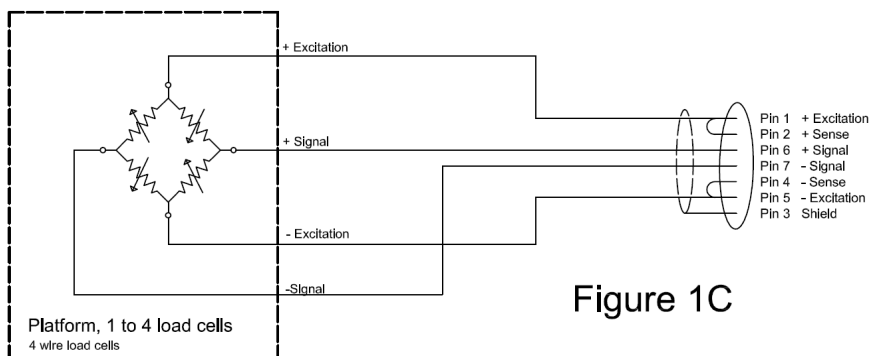 + Excitation
+ Signal
- Excitation
-Signal
Platform, 1 to 4 load cells
4 wire load cells
Pin 1 + Excitation
Pin 2 + Sense
Pin 6 + Signal
Pin 7 - Signal
Pin 4 - Sense
Pin 5 - Excitation
Pin 3 Shield
Figure 1C